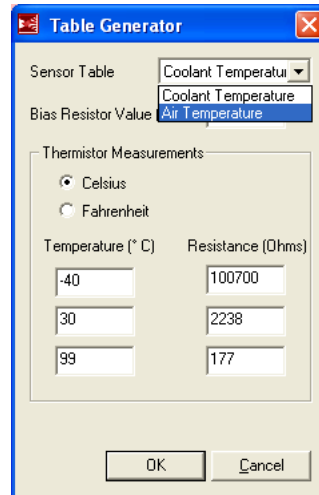 Table Generator
Sensor Table
Coolant Temperatu
Coolant Temperature
Air Temperature
Bias Resistor Value
Thermistor Measurements
Celsius
Fahrenheit
Temperature (° C) Resistance (Ohms)
-40 100700
30 2238
99 177
OK Cancel